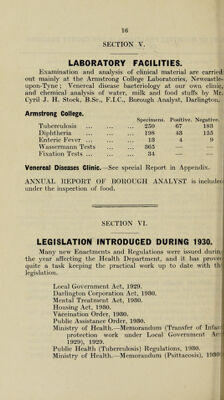 16
SECTION V.
LABORATORY FACILITIES.
Examination and analysis of clinical material are carried
out mainly at the Armstrong College Laboratories, Newcastle-
upon-Tyne; Venereal disease bacteriology at our own clinic,
and chemical analysis of water, milk and food stuffs by Mr.
Cyril J. H. Stock, B.Sc., F.I.C., Borough Analyst, Darlington.
Armstrong College.
Specimens. Positive. Negative.
Tuberculosis ... ... ... 250 67 183
Diphtheria ... ... ... 198 43 155
Enteric Fever ... ... ... 13 4 9
Wassermann Tests ... ... 365 — —
Fixation Tests ... ... ... 34 — —
Venereal Diseases Clinic.—See special Report in Appendix.
ANNUAL REPORT OF BOROUGH ANALYST is included
under the inspection of food.
SECTION VI.
LEGISLATION INTRODUCED DURING 1930.
Many new Enactments and Regulations were issued during
the year affecting the Health Department, and it has proved
quite a task keeping the practical work up to date with the
legislation.
Local Government Act, 1929.
Darlington Corporation Act, 1930.
Mental Treatment Act, 1930.
Housing Act, 1930.
Vaccination Order, 1930.
Public Assistance Order, 1930.
Ministry of Health.—Memorandum (Transfer of Infant
protection work under Local Government Act
1929), 1929.
Public Health (Tuberculosis) Regulations, 1930.
Ministry of Health.—Memorandum (Psittacosis), 1930